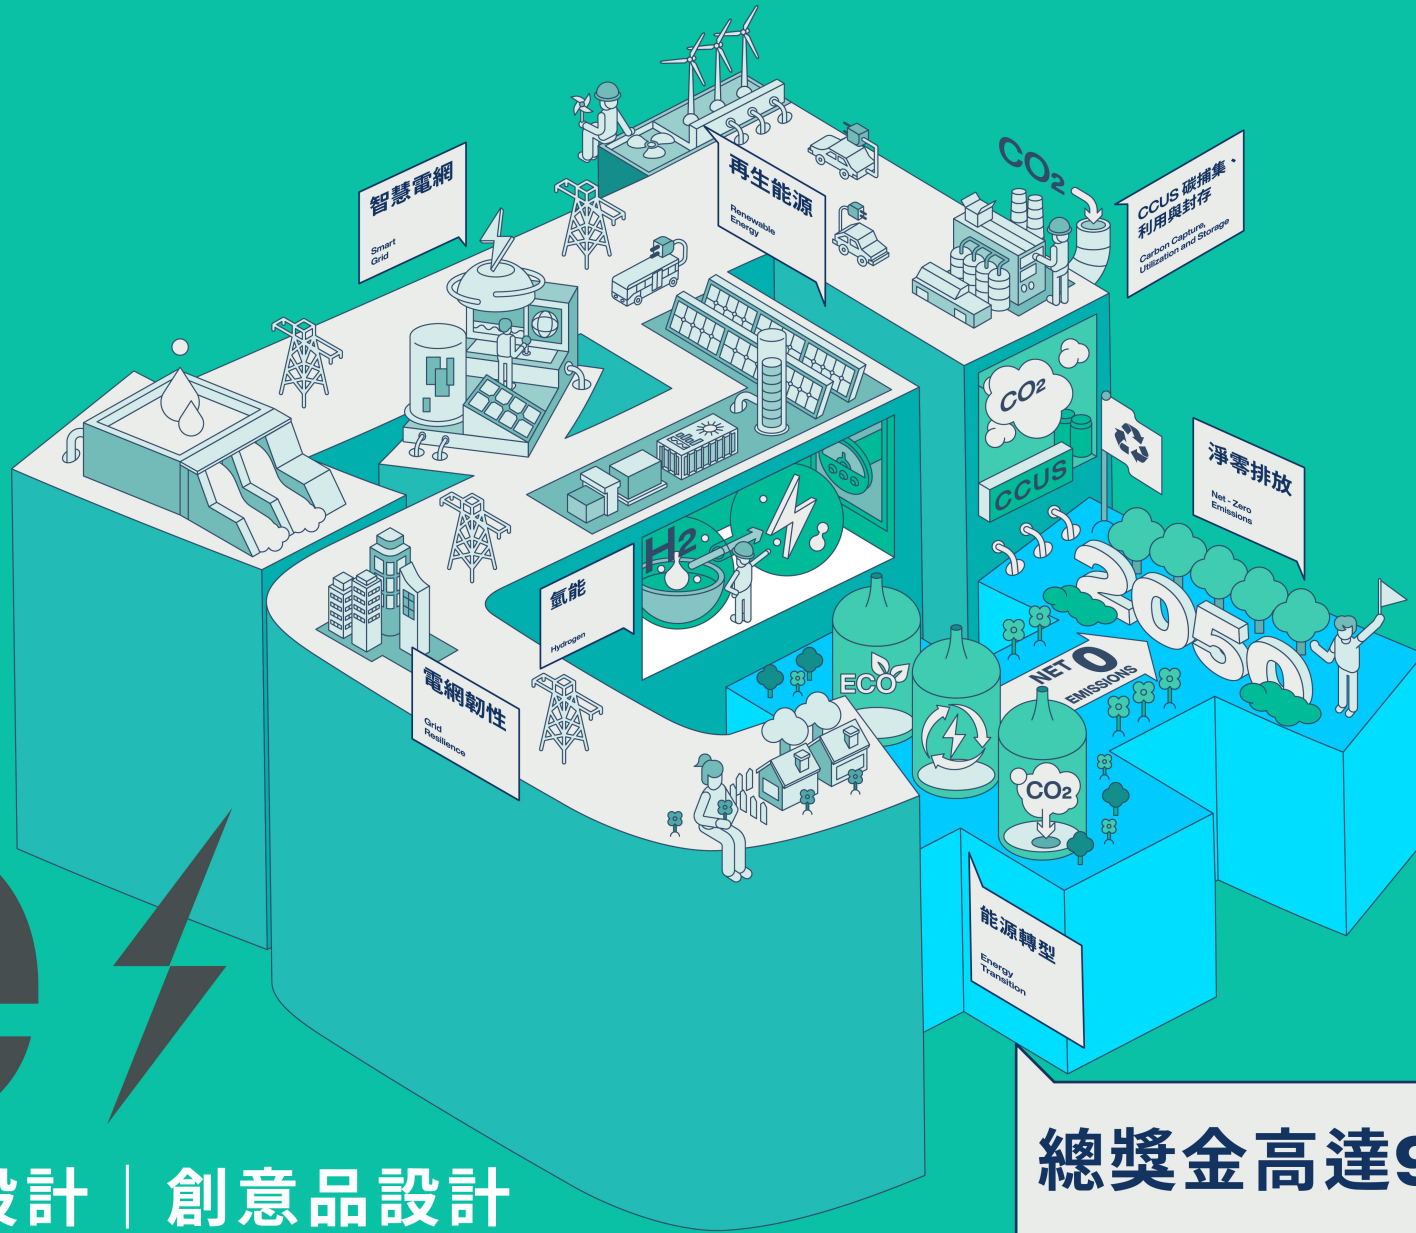 智慧電網
Smart
Grid
再生能源
Renewable
Energy
CO2
CCUS 碳捕集、
利用與封存
Carbon Capture,
Utilization and Storage
CO2
CCUS
淨零排放
Net - Zero
Emissions
2050
H2
氫能
Hydrogen
ECO
NET 0
EMISSIONS
電網韌性
Grid
Resilience
CO2
能源轉型
Energy
Transition
總獎金高達9
設計｜創意品設計